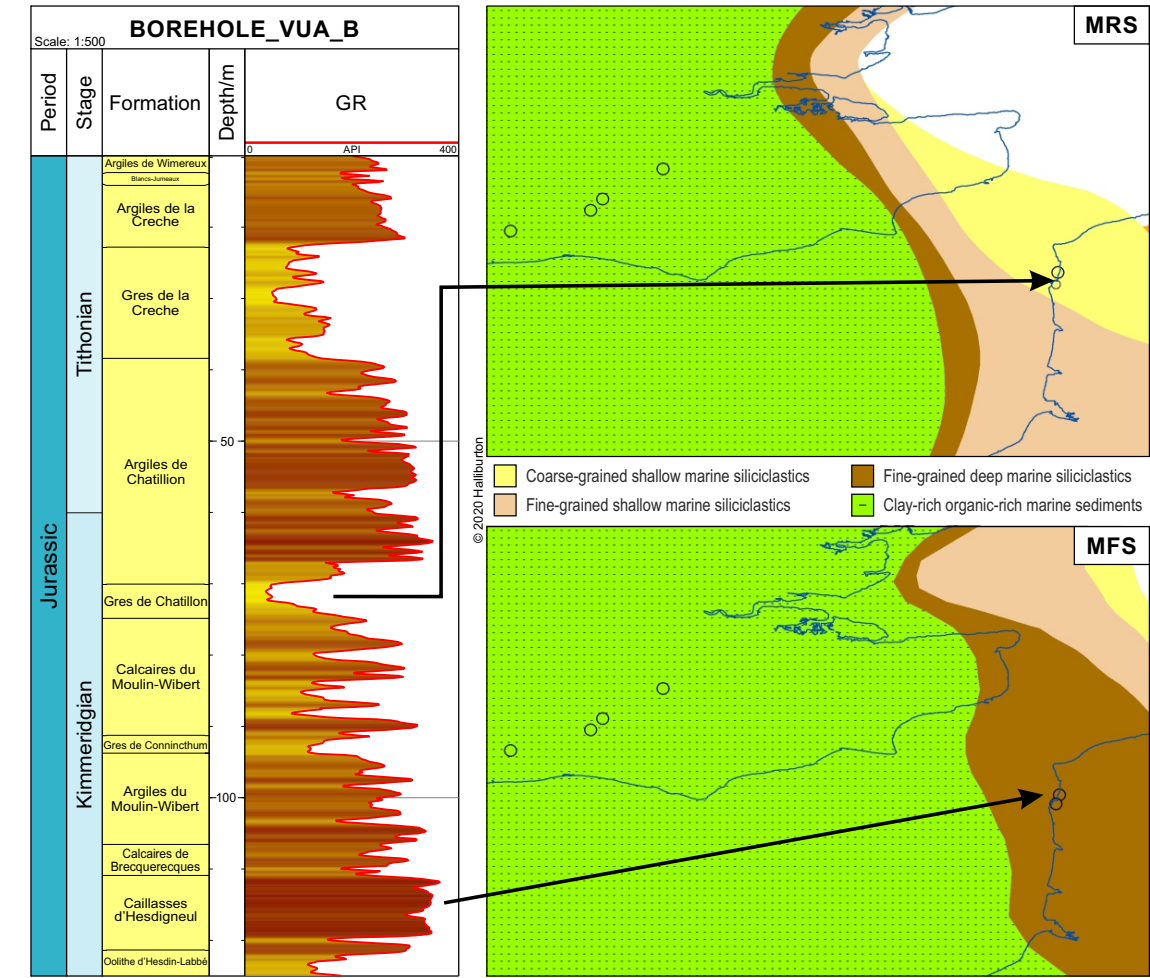 BOREHOLE_VUA_B
Scale: 1:500
Period
Stage
Formation
Depth/m
GR
0 API 400
Jurassic
Tithonian
Kimmeridgian
Argiles de Wimereux
Blancs-Jumeaux
Argiles de la
Creche
Gres de la
Creche
Argiles de
Chatillion
Gres de Chatillon
Calcaires du
Moulin-Wibert
Gres de Connincthum
Argiles du
Moulin-Wibert
Calcaires de
Brecquerecques
Caillasses
d'Hesdigneul
Oolithe d'Hesdin-Labbé
50
100
MRS
© 2020 Halliburton
Coarse-grained shallow marine siliciclastics
Fine-grained shallow marine siliciclastics
Fine-grained deep marine siliciclastics
Clay-rich organic-rich marine sediments
MFS